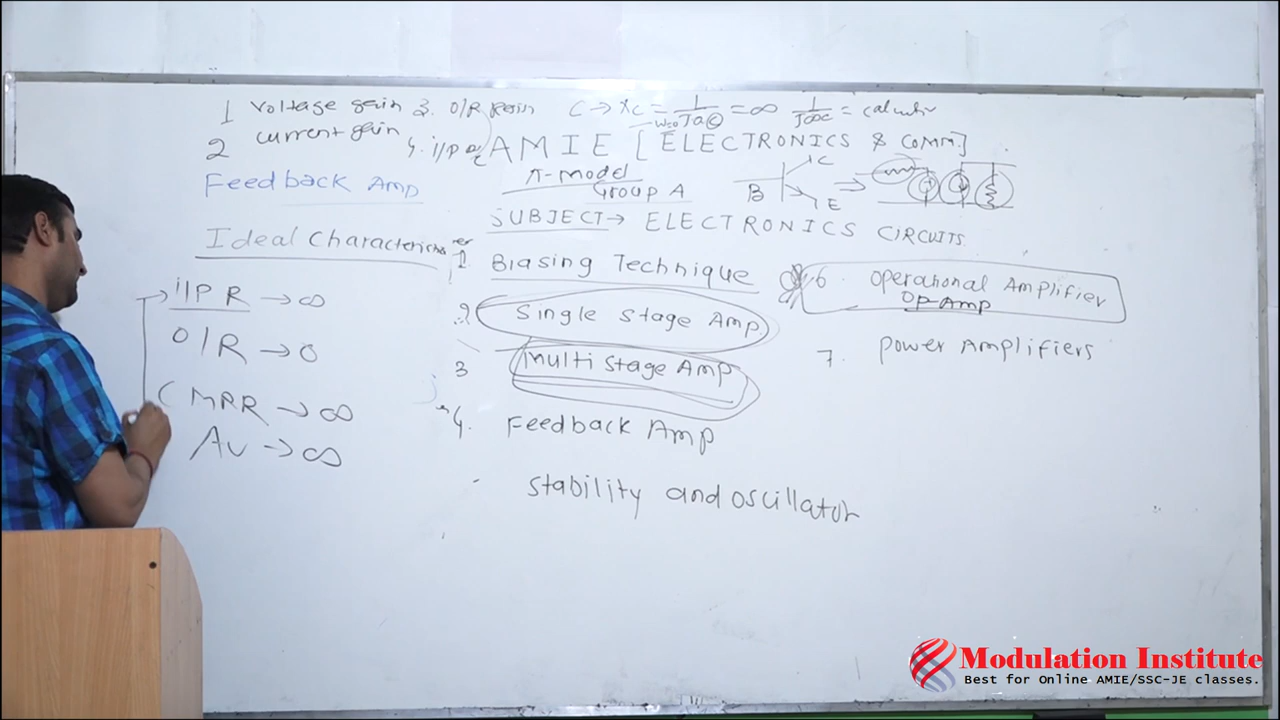 1 Voltage gain 3. O/R
C → XC = 1/ = ∞ 1/jωc =
2 current gain 4. i/p
AMIE [ELECTRONICS & COMM]
Feedback Amp
π-model
Group A
B C E
SUBJECT → ELECTRONICS CIRCUITS
Ideal Characteristics
i/P R → ∞
O/R → 0
CMRR → ∞
Av → ∞
1 Biasing Technique
2. Single Stage Amp
3 multi stage Amp
4. Feedback Amp
stability and oscillator
6. Operational Amplifier
OP-Amp
7. Power Amplifiers
Modulation Institute
Best for Online AMIE/SSC-JE classes.